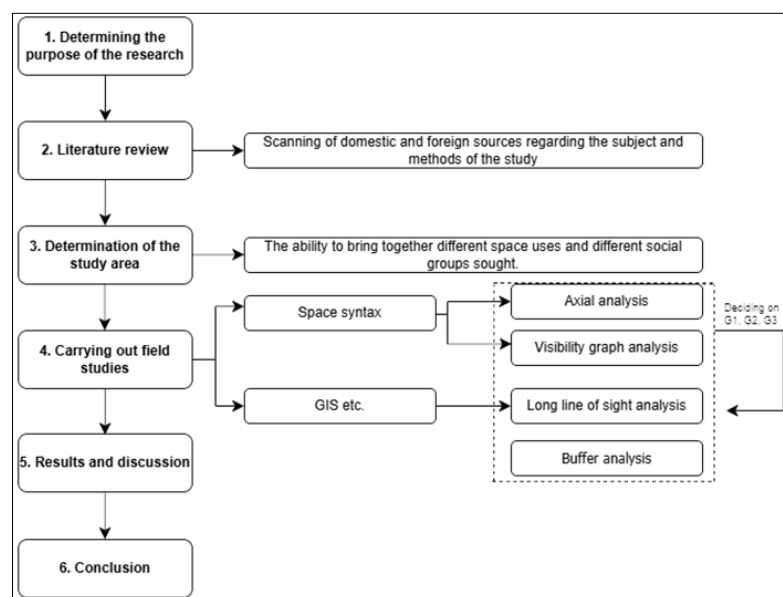 1. Determining the
purpose of the research
2. Literature review
Scanning of domestic and foreign sources regarding the subject and
methods of the study
3. Determination of the
study area
The ability to bring together different space uses and different social
groups sought.
4. Carrying out field
studies
Space syntax
Axial analysis
Visibility graph analysis
Deciding on
G1, G2, G3
GIS etc.
Long line of sight analysis
Buffer analysis
5. Results and discussion
6. Conclusion